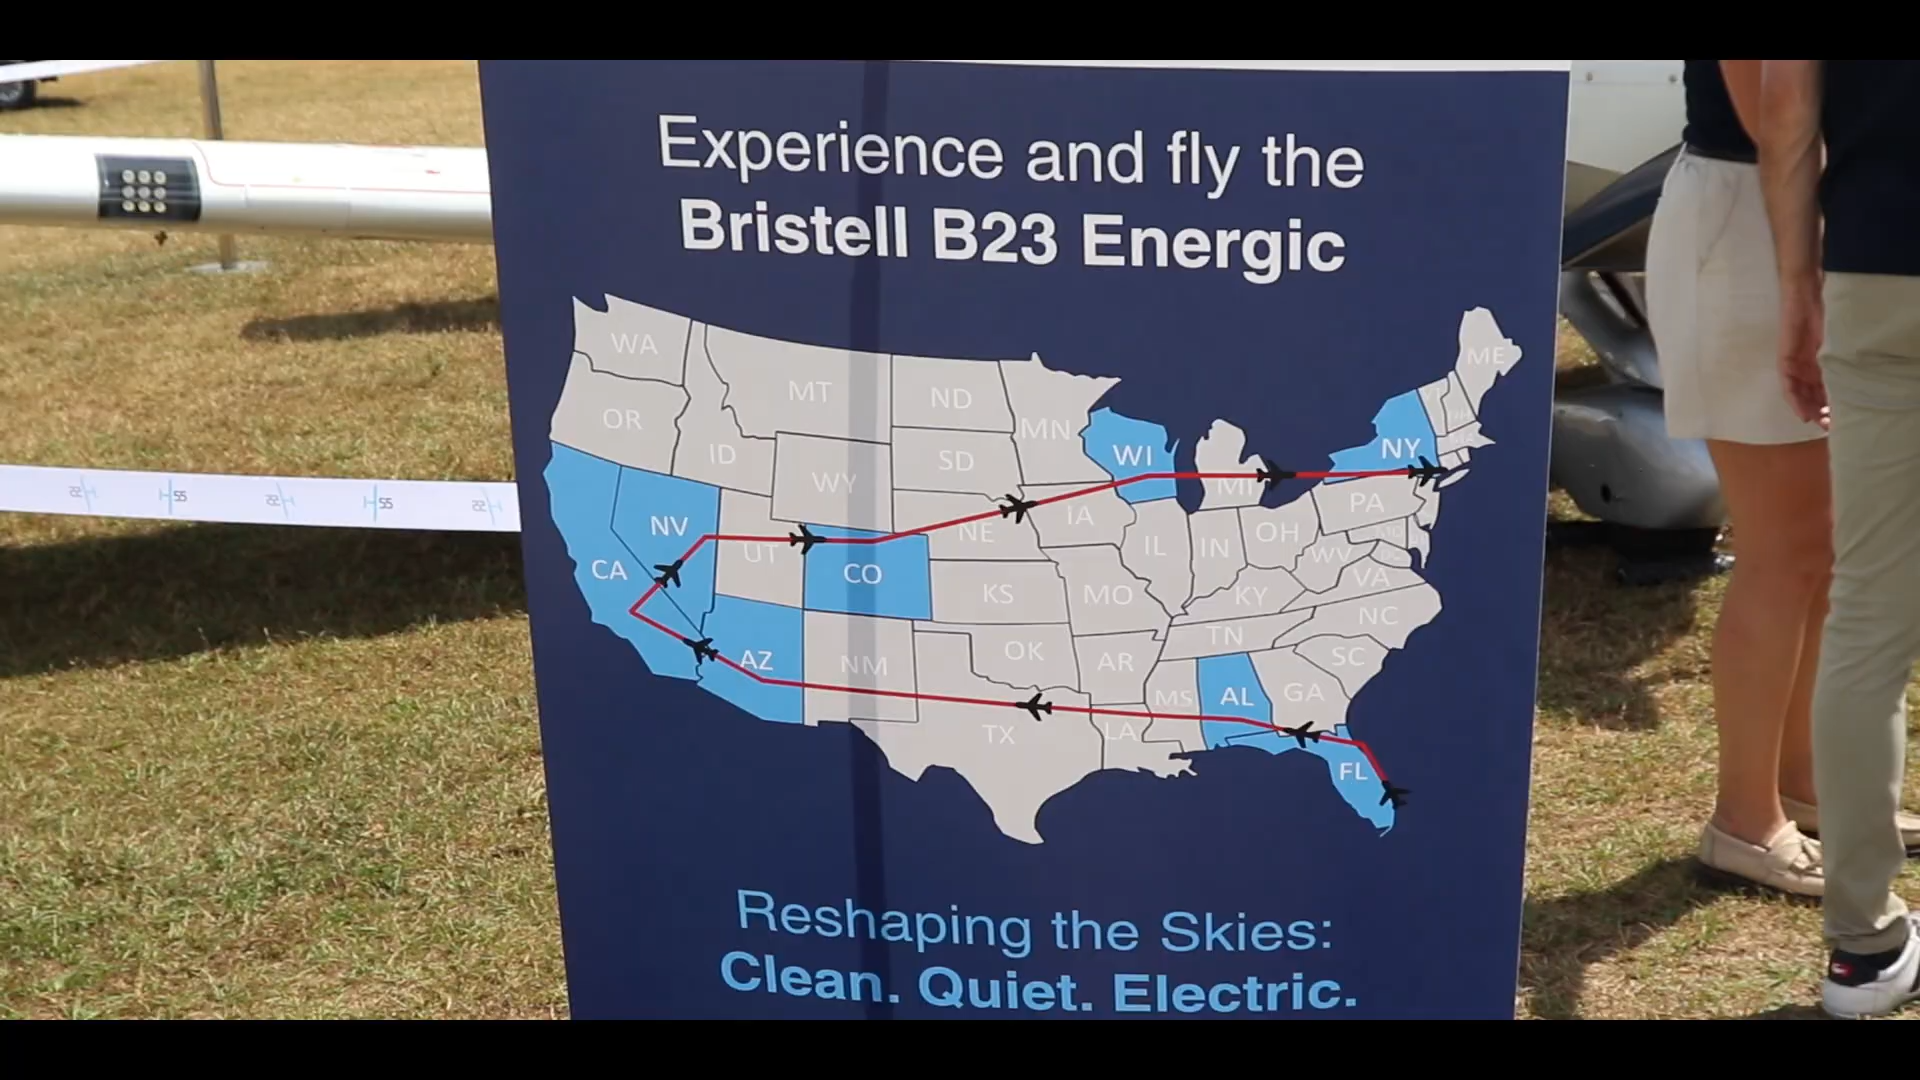 Experience and fly the
Bristell B23 Energic
WA
MT
ND
MN
ME
OR
ID
SD
WI
NY
WY
MI
NV
NE
IA
PA
UT
IL
IN
OH
CA
CO
WV
KS
MO
KY
VA
NC
TN
AZ
NM
OK
AR
SC
MS
AL
GA
TX
LA
FL
Reshaping the Skies:
Clean. Quiet. Electric.
55
55